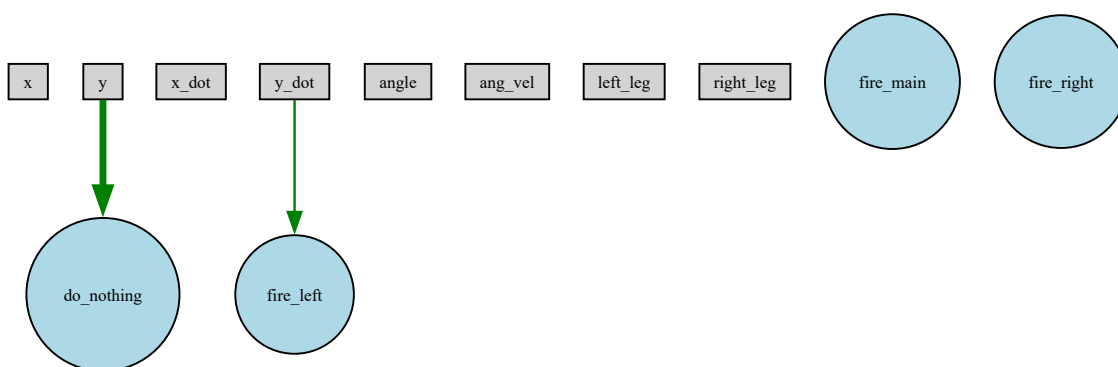 x
y
x_dot
y_dot
angle
ang_vel
left_leg
right_leg
fire_main
fire_right
do_nothing
fire_left